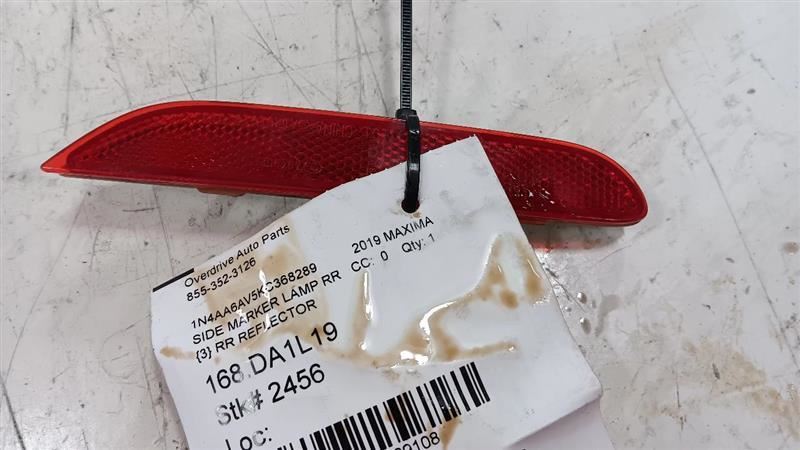 Overdrive Auto Parts
855-352-3126
2019 MAXIMA
1N4AA6AV5KC368289
CC: 0 Qty: 1
SIDE MARKER LAMP RR
{3} RR REFLECTOR
168.DA1L19
Stk# 2456
Loc: